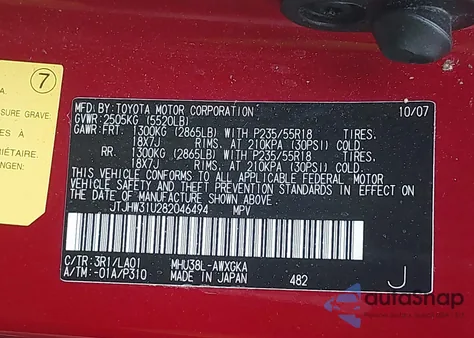 7
A
SURE GRAVE
PRIÉTAIRE.
NGEN.
MFD. BY: TOYOTA MOTOR CORPORATION 10/07
GVWR: 2505KG (5520LB)
GAWR: FRT. 1300KG (2865LB) WITH P235/55R18 TIRES.
18X7J RIMS. AT 210KPA (30PSI) COLD.
RR. 1300KG (2865LB) WITH P235/55R18 TIRES.
18X7J RIMS. AT 210KPA (30PSI) COLD.
THIS VEHICLE CONFORMS TO ALL APPLICABLE FEDERAL MOTOR
VEHICLE SAFETY AND BUMPER STANDARDS IN EFFECT ON
THE DATE OF MANUFACTURE SHOWN ABOVE.
JTJHW31U282046494 MPV
C/TR: 3R1/LA01 MHU38L-AWXGKA
A/TM: -01A/P310 MADE IN JAPAN 482 J
autoSnap